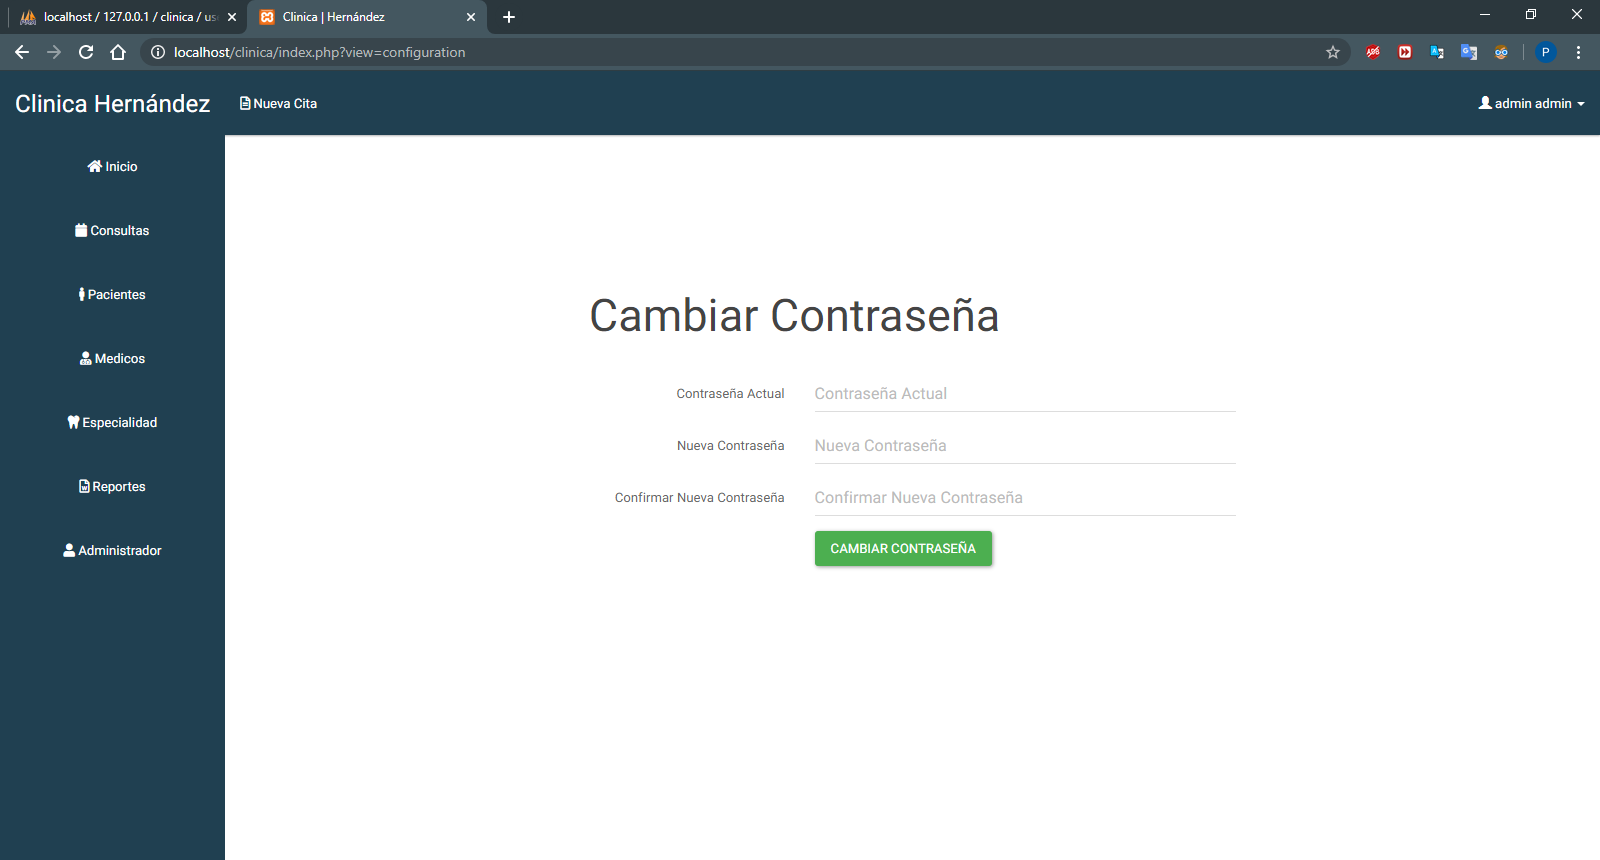 localhost / 127.0.0.1 / clinica / us
Clinica | Hernández
localhost/clinica/index.php?view=configuration
P
Clinica Hernández
Nueva Cita
admin admin
Inicio
Consultas
Pacientes
Medicos
Especialidad
Reportes
Administrador
Cambiar Contraseña
Contraseña Actual
Contraseña Actual
Nueva Contraseña
Nueva Contraseña
Confirmar Nueva Contraseña
Confirmar Nueva Contraseña
CAMBIAR CONTRASEÑA